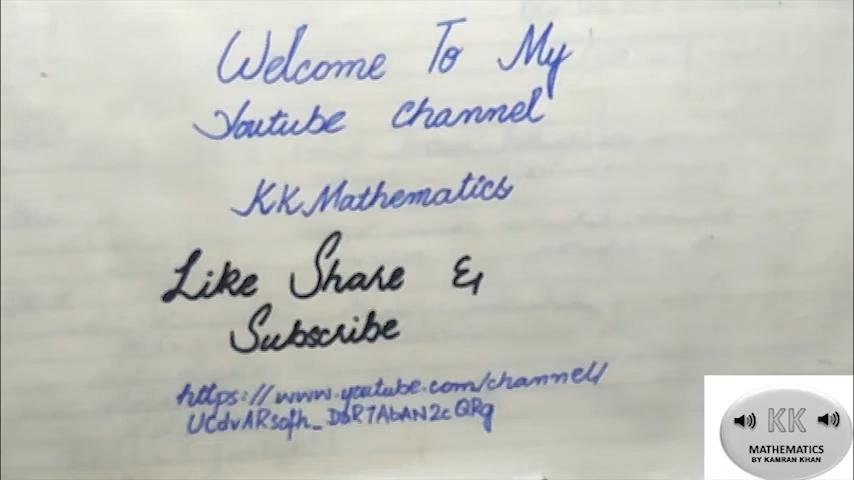 Welcome To My
Youtube Channel
KK Mathematics
Like Share &
Subscribe
https://www.youtube.com/channel/
KK
MATHEMATICS
BY KAMRAN KHAN